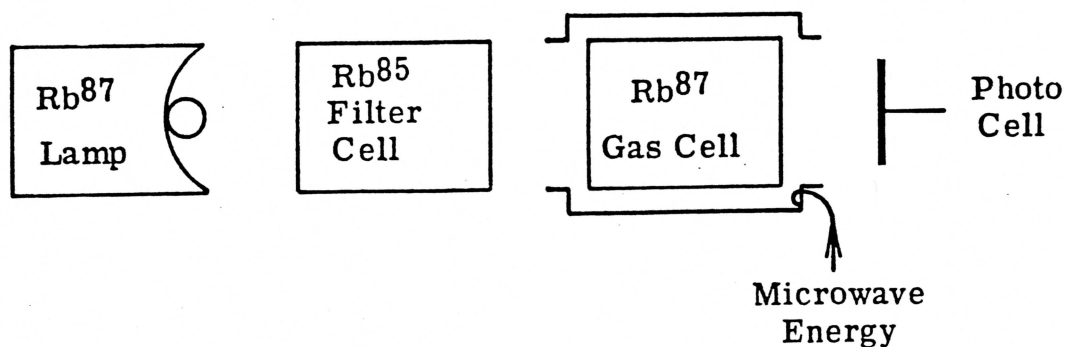 Rb87
Lamp
Rb85
Filter
Cell
Rb87
Gas Cell
Photo
Cell
Microwave
Energy